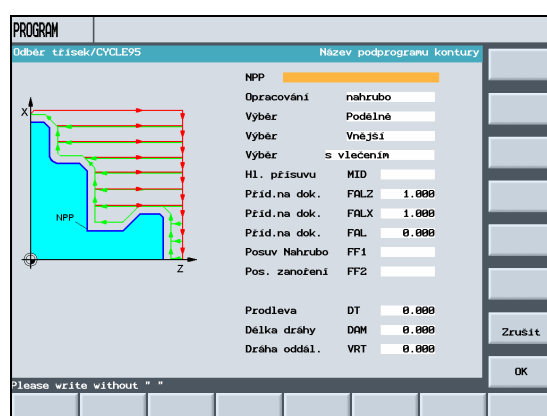 PROGRAM
Odběr třísek/CYCLE95 Název podprogramu kontury
NPP
Opracování nahrubo
Výběr Podélné
Výběr Vnější
Výběr s vlečením
Hl. přísuvu MID
Příd.na dok. FALZ 1.000
Příd.na dok. FALX 1.000
Příd.na dok. FAL 0.000
Posuv Nahrubo FF1
Pos. zanoření FF2
Prodleva DT 0.000
Délka dráhy DAM 0.000
Dráha oddál. VRT 0.000
X
NPP
Z
Zrušit
OK
Please write without " "